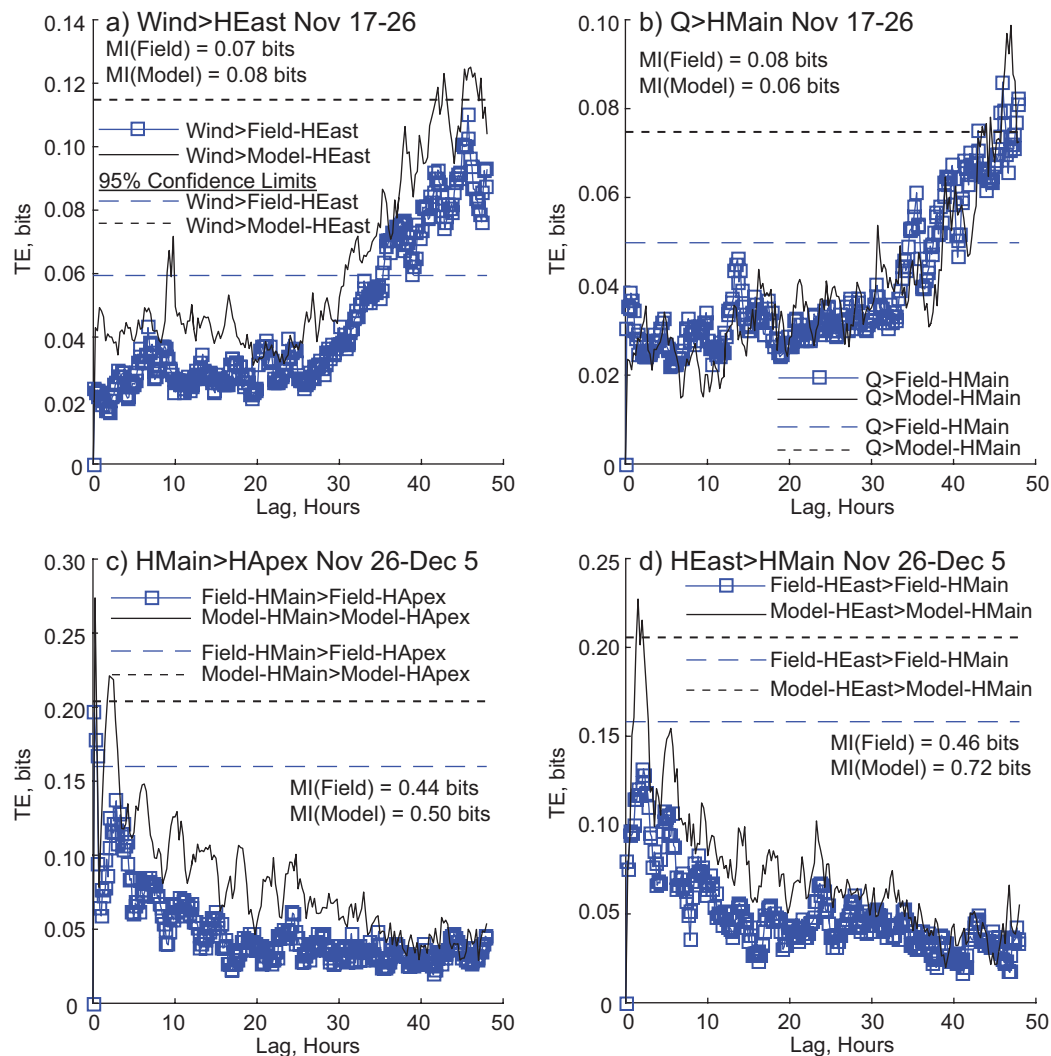 a) Wind>HEast Nov 17-26
MI(Field) = 0.07 bits
MI(Model) = 0.08 bits
Wind>Field-HEast
Wind>Model-HEast
95% Confidence Limits
Wind>Field-HEast
Wind>Model-HEast
TE, bits
0.14
0.12
0.10
0.08
0.06
0.04
0.02
0
0
10
20
30
40
50
Lag, Hours
b) Q>HMain Nov 17-26
MI(Field) = 0.08 bits
MI(Model) = 0.06 bits
Q>Field-HMain
Q>Model-HMain
Q>Field-HMain
Q>Model-HMain
TE, bits
0.10
0.08
0.06
0.04
0.02
0
0
10
20
30
40
50
Lag, Hours
c) HMain>HApex Nov 26-Dec 5
Field-HMain>Field-HApex
Model-HMain>Model-HApex
Field-HMain>Field-HApex
Model-HMain>Model-HApex
MI(Field) = 0.44 bits
MI(Model) = 0.50 bits
TE, bits
0.30
0.25
0.20
0.15
0.10
0.05
0
0
10
20
30
40
50
Lag, Hours
d) HEast>HMain Nov 26-Dec 5
Field-HEast>Field-HMain
Model-HEast>Model-HMain
Field-HEast>Field-HMain
Model-HEast>Model-HMain
MI(Field) = 0.46 bits
MI(Model) = 0.72 bits
TE, bits
0.25
0.20
0.15
0.10
0.05
0
0
10
20
30
40
50
Lag, Hours